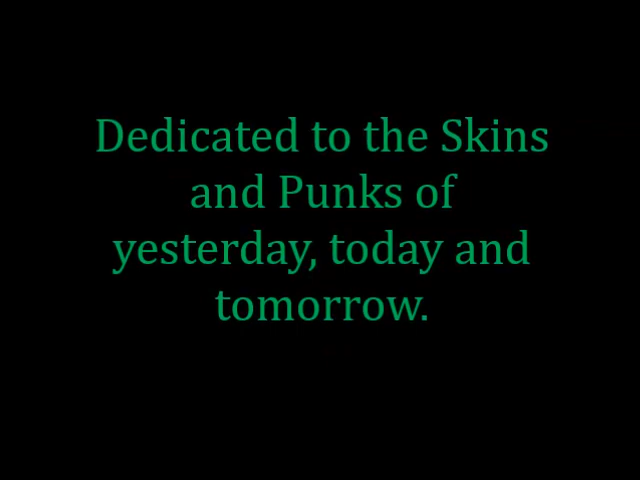 Dedicated to the Skins
and Punks of
yesterday, today and
tomorrow.